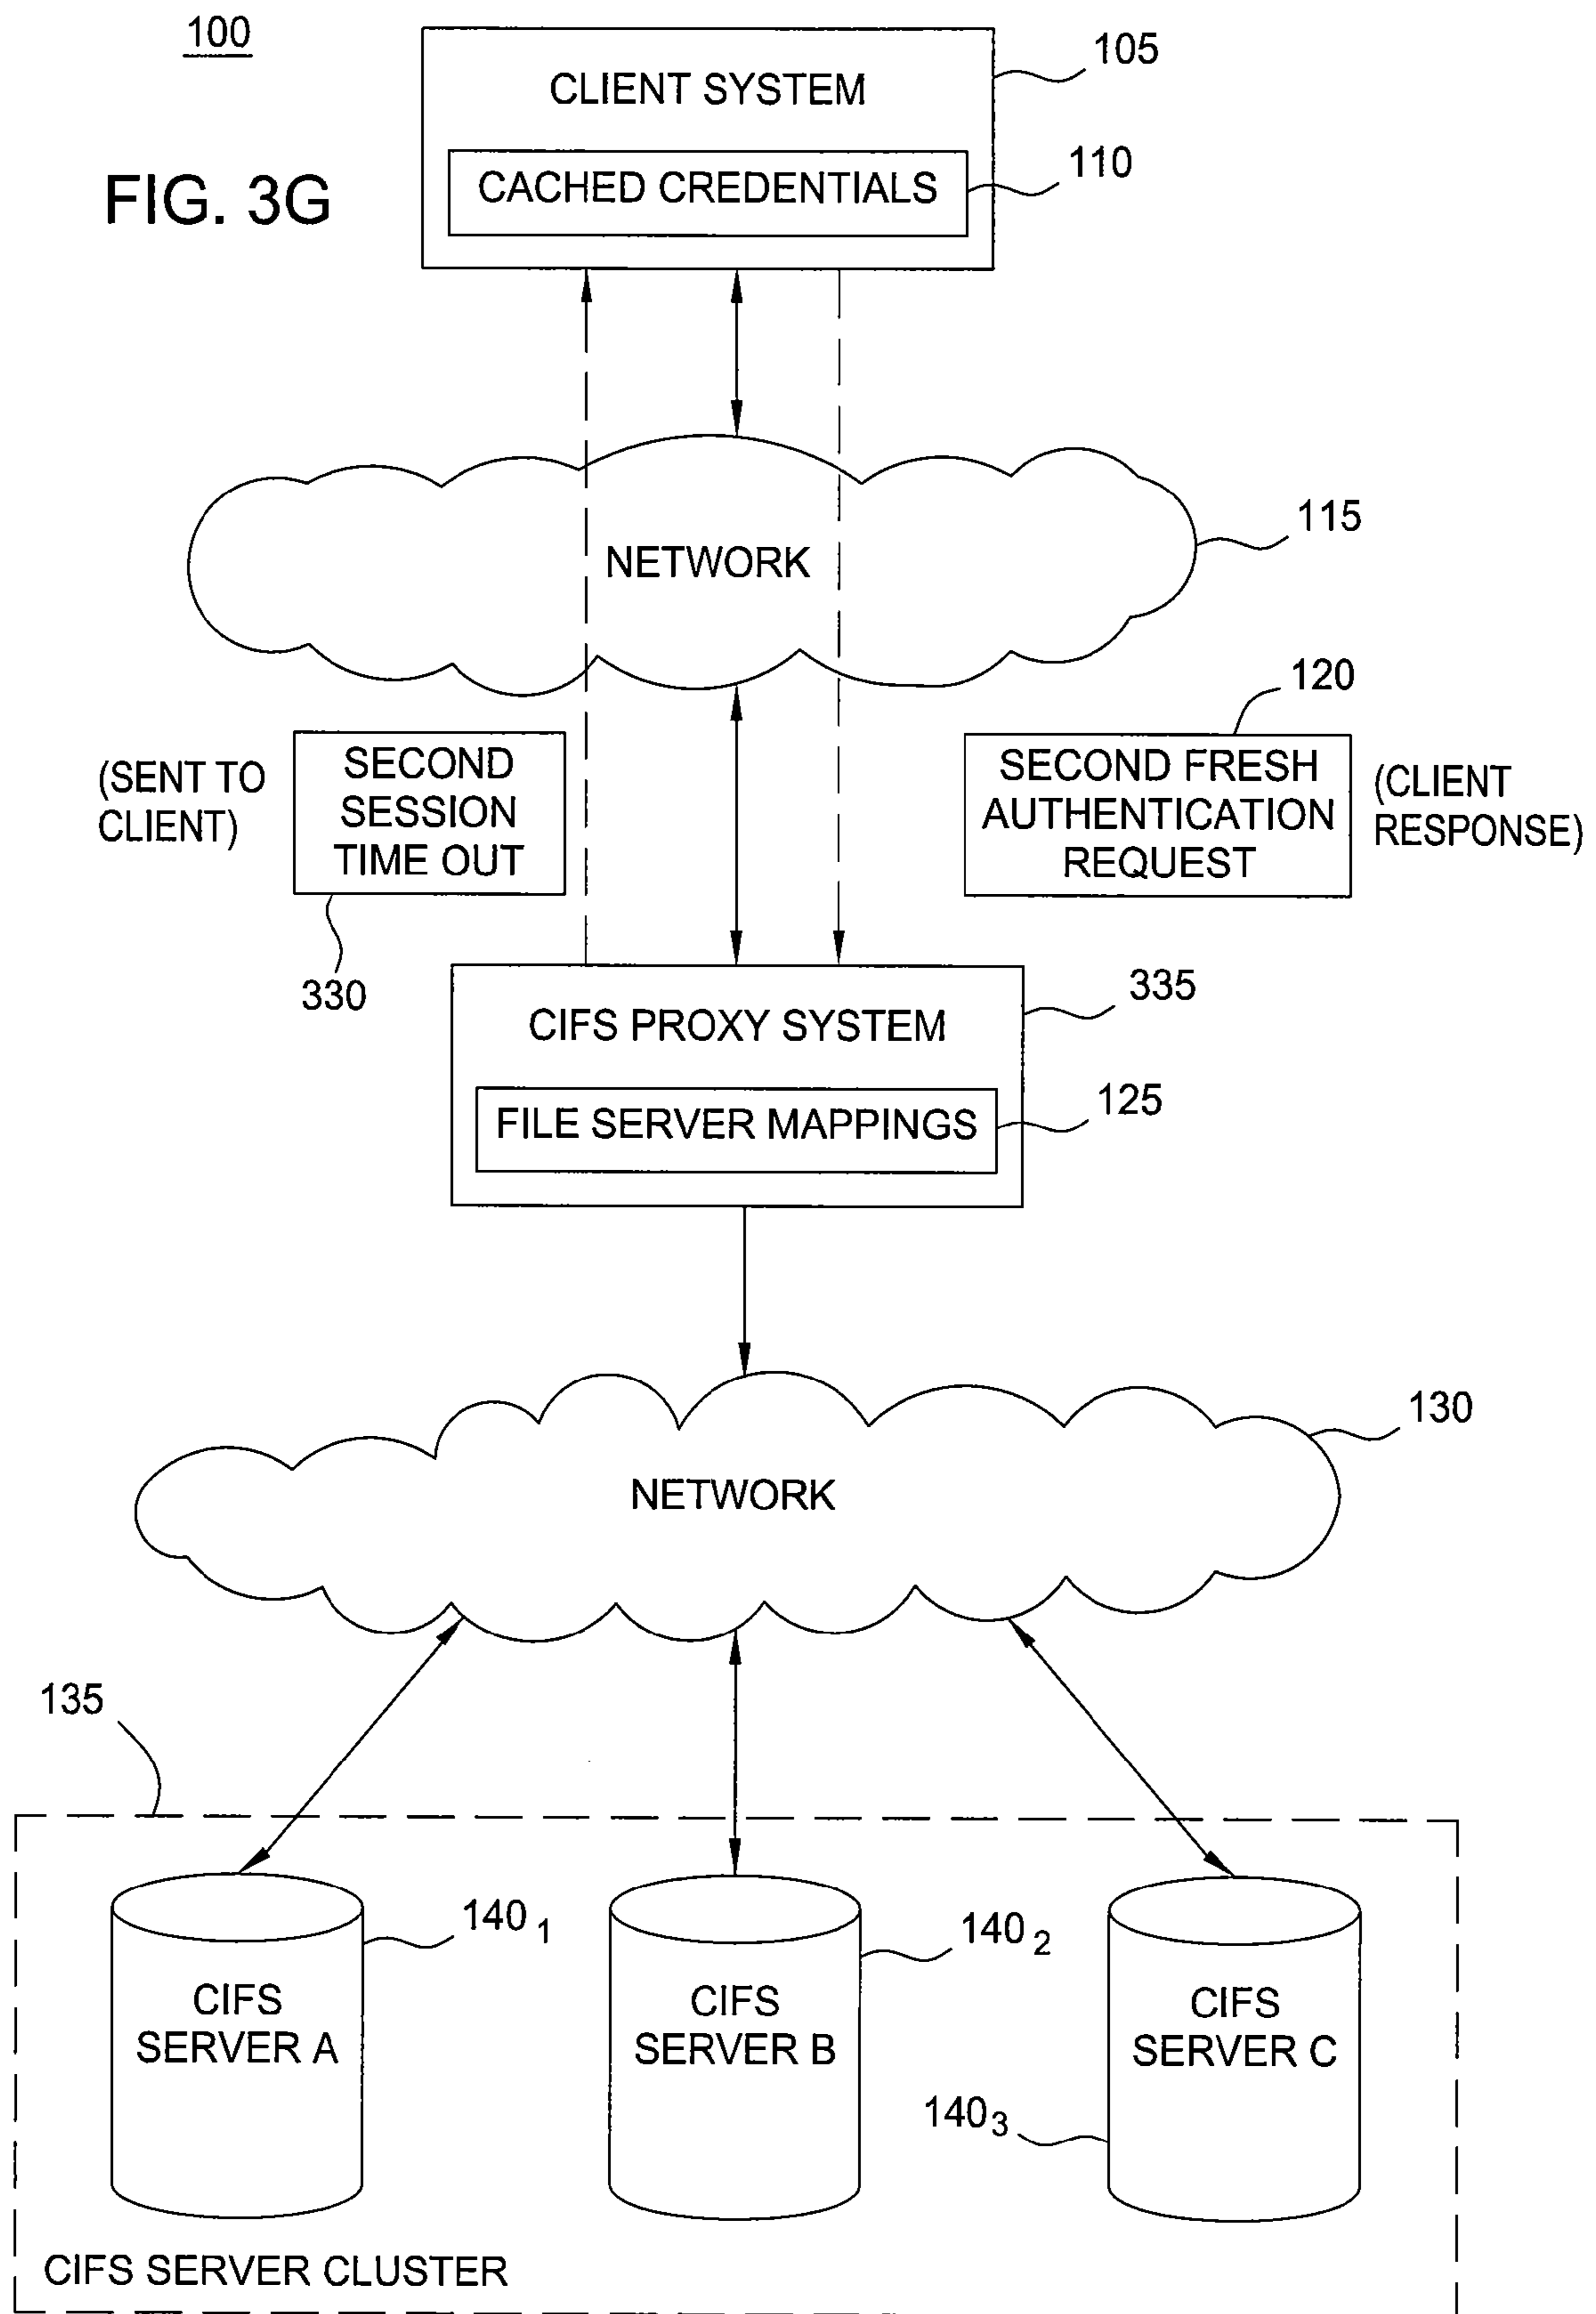 100
105
CLIENT SYSTEM
110
CACHED CREDENTIALS
FIG. 3G
115
NETWORK
120
(SENT TO
CLIENT)
SECOND
SESSION
TIME OUT
SECOND FRESH
AUTHENTICATION
REQUEST
(CLIENT
RESPONSE)
330
335
CIFS PROXY SYSTEM
125
FILE SERVER MAPPINGS
130
NETWORK
135
140 1
140 2
CIFS
SERVER A
CIFS
SERVER B
CIFS
SERVER C
140 3
CIFS SERVER CLUSTER